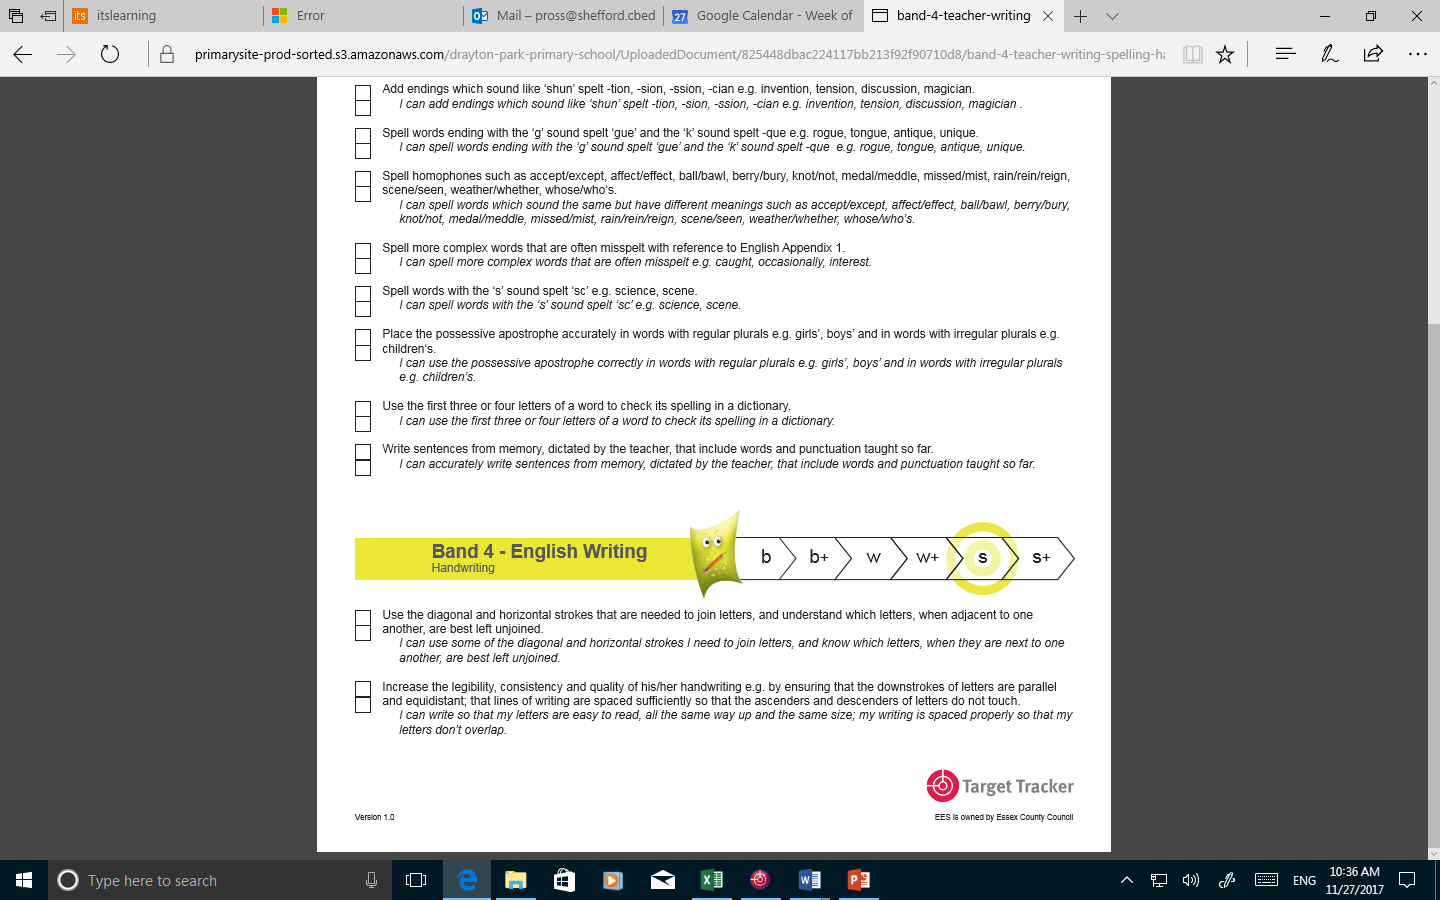 itslearning
Error
Mail – pross@shefford.cbed
27 Google Calendar - Week of
band-4-teacher-writing-
primarysite-prod-sorted.s3.amazonaws.com/drayton-park-primary-school/UploadedDocument/825448dbac224117bb213f92f90710d8/band-4-teacher-writing-spelling-ha
Add endings which sound like ‘shun’ spelt -tion, -sion, -ssion, -cian e.g. invention, tension, discussion, magician.
I can add endings which sound like ‘shun’ spelt -tion, -sion, -ssion, -cian e.g. invention, tension, discussion, magician .
Spell words ending with the ‘g’ sound spelt ‘gue’ and the ‘k’ sound spelt -que e.g. rogue, tongue, antique, unique.
I can spell words ending with the ‘g’ sound spelt ‘gue’ and the ‘k’ sound spelt -que e.g. rogue, tongue, antique, unique.
Spell homophones such as accept/except, affect/effect, ball/bawl, berry/bury, knot/not, medal/meddle, missed/mist, rain/rein/reign,
scene/seen, weather/whether, whose/who‘s.
I can spell words which sound the same but have different meanings such as accept/except, affect/effect, ball/bawl, berry/bury,
knot/not, medal/meddle, missed/mist, rain/rein/reign, scene/seen, weather/whether, whose/who’s.
Spell more complex words that are often misspelt with reference to English Appendix 1.
I can spell more complex words that are often misspelt e.g. caught, occasionally, interest.
Spell words with the ‘s’ sound spelt ‘sc’ e.g. science, scene.
I can spell words with the ‘s’ sound spelt ‘sc’ e.g. science, scene.
Place the possessive apostrophe accurately in words with regular plurals e.g. girls’, boys’ and in words with irregular plurals e.g.
children‘s.
I can use the possessive apostrophe correctly in words with regular plurals e.g. girls’, boys’ and in words with irregular plurals
e.g. children’s.
Use the first three or four letters of a word to check its spelling in a dictionary.
I can use the first three or four letters of a word to check its spelling in a dictionary.
Write sentences from memory, dictated by the teacher, that include words and punctuation taught so far.
I can accurately write sentences from memory, dictated by the teacher, that include words and punctuation taught so far.
Band 4 - English Writing
Handwriting
b b+ w w+ s s+
Use the diagonal and horizontal strokes that are needed to join letters, and understand which letters, when adjacent to one
another, are best left unjoined.
I can use some of the diagonal and horizontal strokes I need to join letters, and know which letters, when they are next to one
another, are best left unjoined.
Increase the legibility, consistency and quality of his/her handwriting e.g. by ensuring that the downstrokes of letters are parallel
and equidistant; that lines of writing are spaced sufficiently so that the ascenders and descenders of letters do not touch.
I can write so that my letters are easy to read, all the same way up and the same size; my writing is spaced properly so that my
letters don’t overlap.
Target Tracker
Version 1.0
EES is owned by Essex County Council
Type here to search
ENG
10:36 AM
11/27/2017